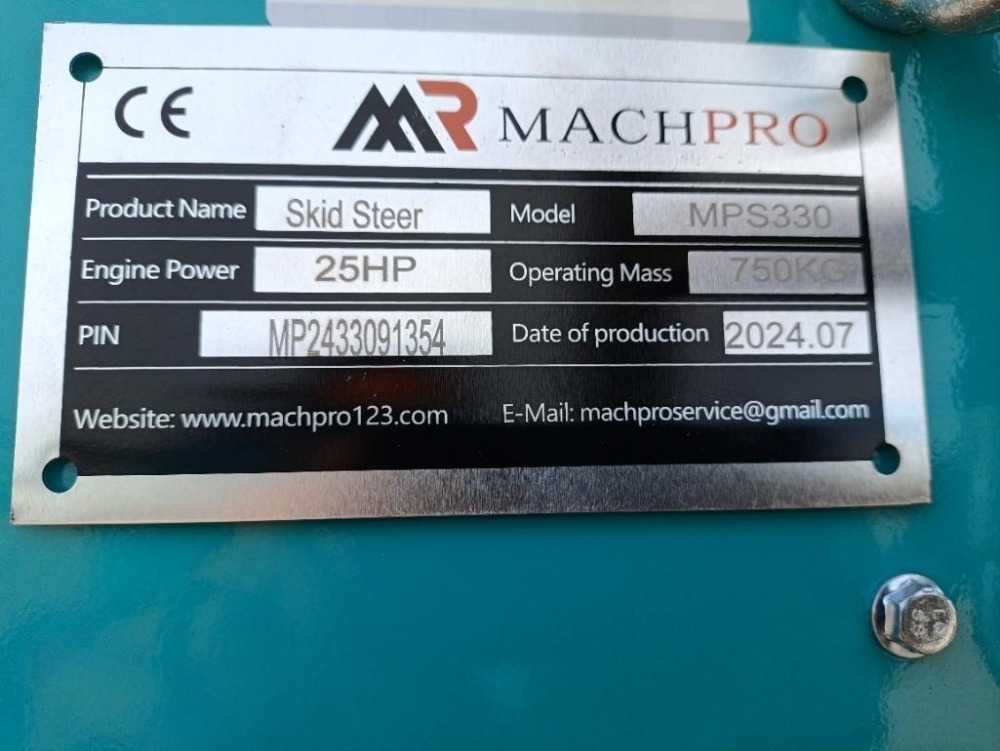 CE MR MACHPRO
Product Name Skid Steer Model MPS330
Engine Power 25HP Operating Mass 750KG
PIN MP2433091354 Date of production 2024.07
Website: www.machpro123.com E-Mail: machproservice@gmail.com